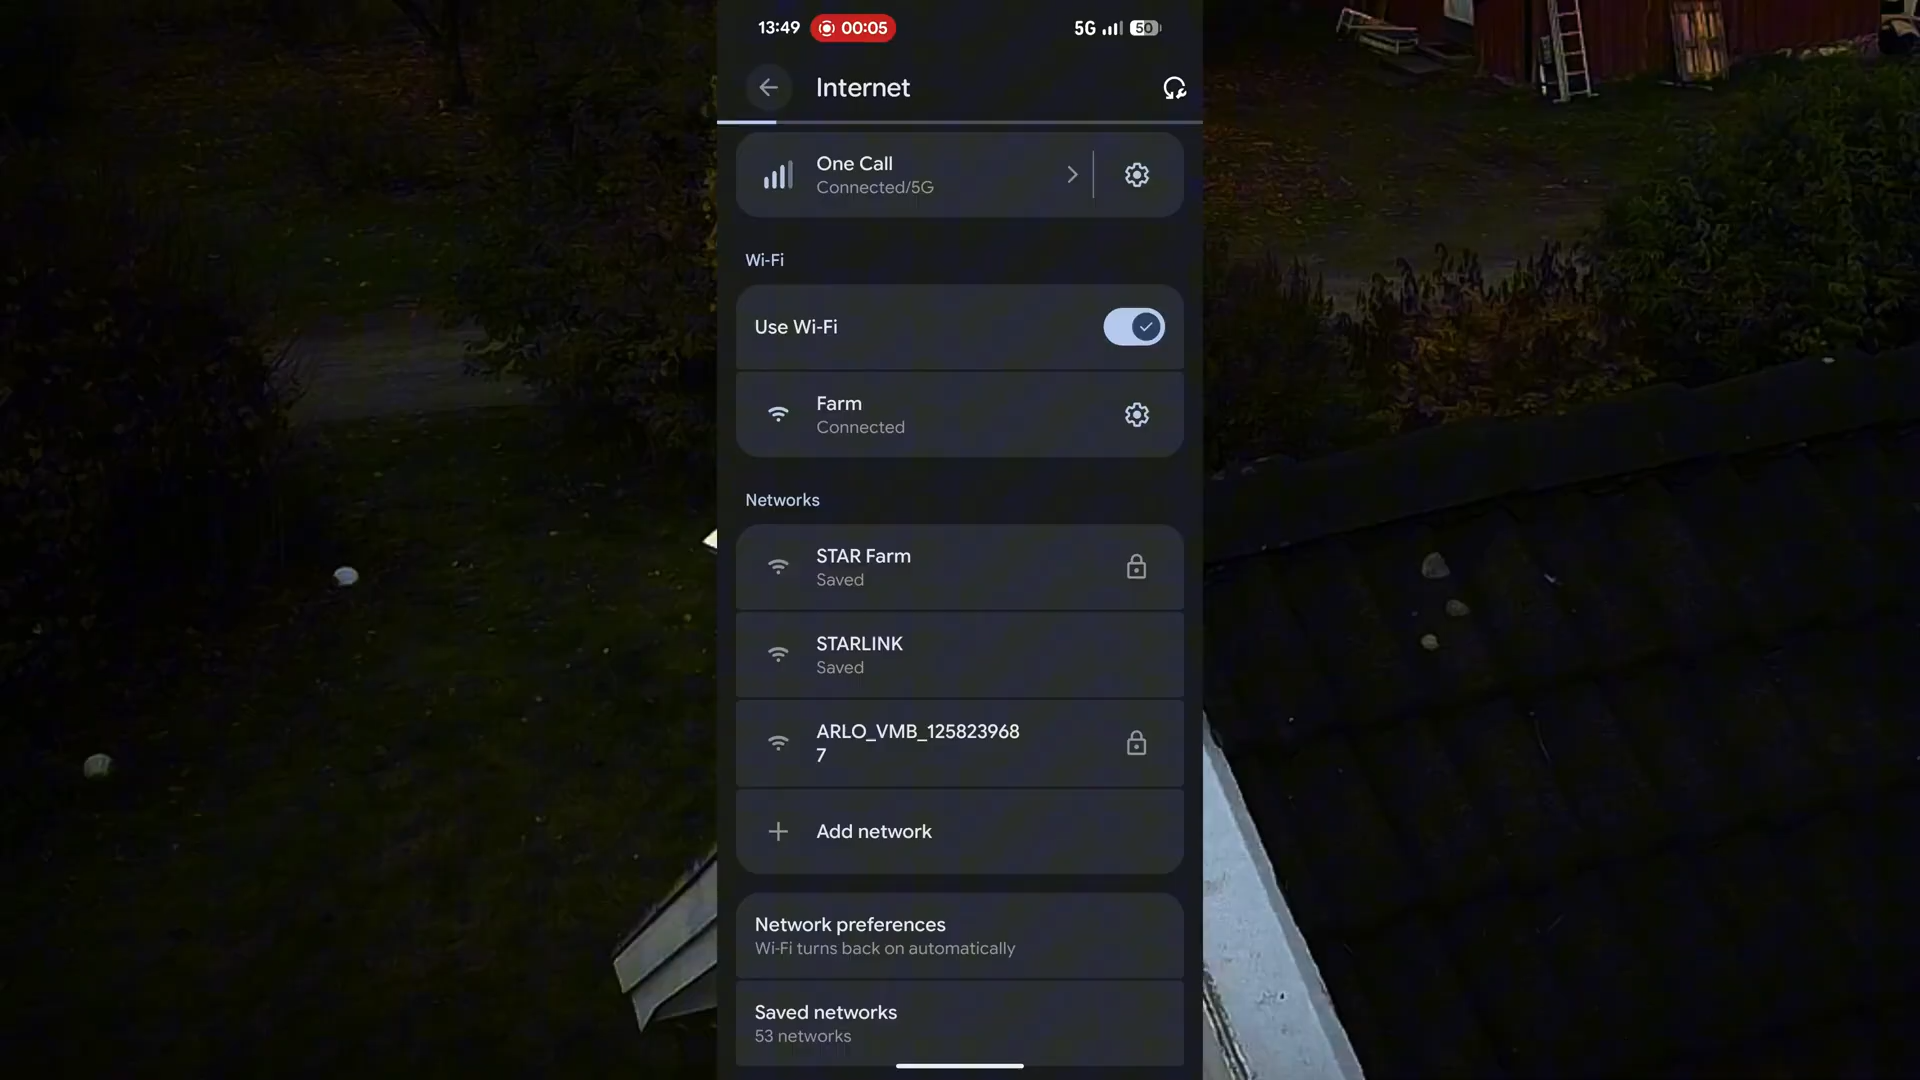 13:49 00:05 5G 50
Internet
One Call
Connected/5G
Wi-Fi
Use Wi-Fi
Farm
Connected
Networks
STAR Farm
Saved
STARLINK
Saved
ARLO_VMB_125823968
7
Add network
Network preferences
Wi-Fi turns back on automatically
Saved networks
53 networks